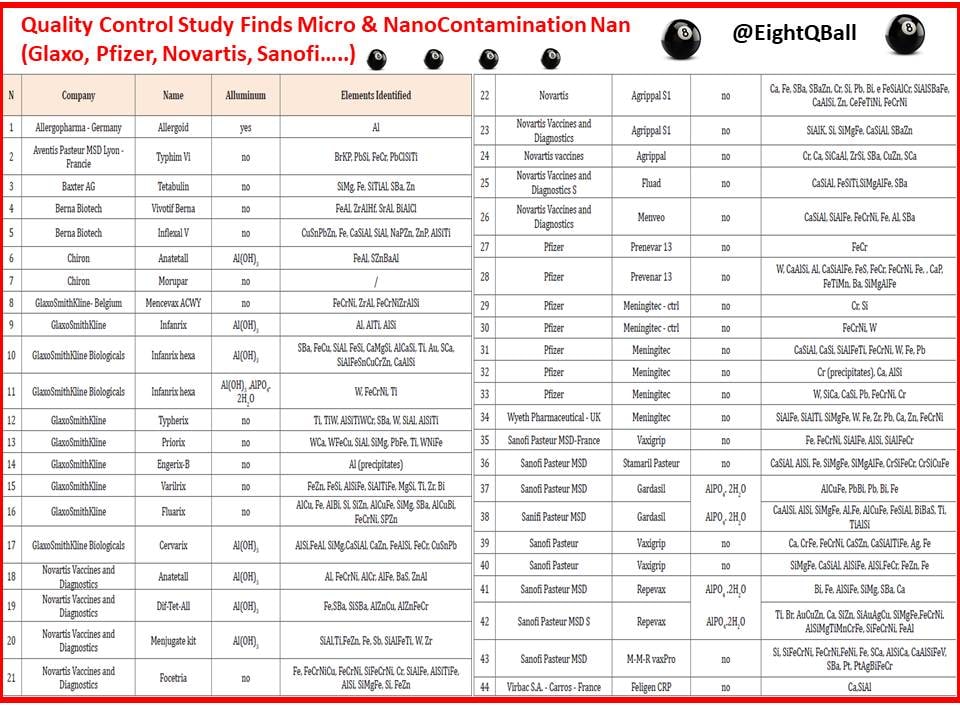 Quality Control Study Finds Micro & NanoContamination Nan
(Glaxo, Pfizer, Novartis, Sanofi.....)
@EightQBall
N Company Name Alluminum Elements Identified
1 Allergopharma - Germany Allergoid yes Al
2 Aventis Pasteur MSD Lyon - Francie Typhim Vi no BrKP, PbSi, FeCr, PbClSiTi
3 Baxter AG Tetabulin no SiMg, Fe, SiTiAl, SBa, Zn
4 Berna Biotech Vivotif Berna no FeAl, ZrAlHf, SrAl, BiAlCl
5 Berna Biotech Inflexal V no CuSnPbZn, Fe, CaSiAl, SiAl, NaPZn, ZnP, AlSiTi
6 Chiron Anatetall Al(OH)3 FeAl, SZnBaAl
7 Chiron Morupar no /
8 GlaxoSmithKline- Belgium Mencevax ACWY no FeCrNi, ZrAl, FeCrNiZrAlSi
9 GlaxoSmithKline Infanrix Al(OH)3 Al, AlTi, AlSi
10 GlaxoSmithKline Biologicals Infanrix hexa Al(OH)3 SBa, FeCu, SiAl, FeSi, CaMgSi, AlCaSi, Ti, Au, SCa,
SiAlFeSnCuCrZn, CaAlSi
11 GlaxoSmithKline Biologicals Infanrix hexa Al(OH)3 ,AlPO4.
2H2O W, FeCrNi, Ti
12 GlaxoSmithKline Typherix no Ti, TiW, AlSiTiWCr, SBa, W, SiAl, AlSiTi
13 GlaxoSmithKline Priorix no WCa, WFeCu, SiAl, SiMg, PbFe, Ti, WNiFe
14 GlaxoSmithKline Engerix-B no Al (precipitates)
15 GlaxoSmithKline Varilrix no FeZn, FeSi, AlSiFe, SiAlTiFe, MgSi, Ti, Zr, Bi
16 GlaxoSmithKline Fluarix no AlCu, Fe, AlBi, Si, SiZn, AlCuFe, SiMg, SBa, AlCuBi,
FeCrNi, SPZn
17 GlaxoSmithKline Biologicals Cervarix Al(OH)3 AlSi,FeAl, SiMg,CaSiAl, CaZn, FeAlSi, FeCr, CuSnPb
18 Novartis Vaccines and Diagnostics Anatetall Al(OH)3 Al, FeCrNi, AlCr, AlFe, BaS, ZnAl
19 Novartis Vaccines and Diagnostics Dif-Tet-All Al(OH)3 Fe,SBa, SiSBa, AlZnCu, AlZnFeCr
20 Novartis Vaccines and Diagnostics Menjugate kit Al(OH)3 SiAl,Ti,FeZn, Fe, Sb, SiAlFeTi, W, Zr
21 Novartis Vaccines and Diagnostics Focetria no Fe, FeCrNiCu, FeCrNi, SiFeCrNi, Cr, SiAlFe, AlSiTiFe,
AlSi, SiMgFe, Si, FeZn
22 Novartis Agrippal S1 no Ca, Fe, SBa, SBaZn, Cr, Si, Pb, Bi, e FeSiAlCr, SiAlSBaFe,
CaAlSi, Zn, CeFeTiNi, FeCrNi
23 Novartis Vaccines and Diagnostics Agrippal S1 no SiAlK, Si, SiMgFe, CaSiAl, SBaZn
24 Novartis vaccines Agrippal no Cr, Ca, SiCaAl, ZrSi, SBa, CuZn, SCa
25 Novartis Vaccines and Diagnostics S Fluad no CaSiAl, FeSiTi,SiMgAlFe, SBa
26 Novartis Vaccines and Diagnostics Menveo no CaSiAl, SiAlFe, FeCrNi, Fe, Al, SBa
27 Pfizer Prenevar 13 no FeCr
28 Pfizer Prevenar 13 no W, CaAlSi, Al, CaSiAlFe, FeS, FeCr, FeCrNi, Fe, , CaP,
FeTiMn, Ba, SiMgAlFe
29 Pfizer Meningitec - ctrl no Cr, Si
30 Pfizer Meningitec - ctrl no FeCrNi, W
31 Pfizer Meningitec no CaSiAl, CaSi, SiAlFeTi, FeCrNi, W, Fe, Pb
32 Pfizer Meningitec no Cr (precipitates), Ca, AlSi
33 Pfizer Meningitec no W, SiCa, CaSi, Pb, FeCrNi, Cr
34 Wyeth Pharmaceutical - UK Meningitec no SiAlFe, SiAlTi, SiMgFe, W, Fe, Zr, Pb, Ca, Zn, FeCrNi
35 Sanofi Pasteur MSD-France Vaxigrip no Fe, FeCrNi, SiAlFe, AlSi, SiAlFeCr
36 Sanofi Pasteur MSD Stamaril Pasteur no CaSiAl, AlSi, Fe, SiMgFe, SiMgAlFe, CrSiFeCr, CrSiCuFe
37 Sanofi Pasteur MSD Gardasil AlPO4.2H2O AlCuFe, PbBi, Pb, Bi, Fe
38 Sanifi Pasteur MSD Gardasil AlPO4.2H2O CaAlSi, AlSi, SiMgFe, Al,Fe, AlCuFe, FeSiAl, BiBaS, Ti,
TiAlSi
39 Sanofi Pasteur Vaxigrip no Ca, CrFe, FeCrNi, CaSZn, CaSiAlTiFe, Ag, Fe
40 Sanofi Pasteur Vaxigrip no SiMgFe, CaSiAl, AlSiFe, AlSi,FeCr, FeZn, Fe
41 Sanofi Pasteur MSD Repevax AlPO4.2H2O Bi, Fe, AlSiFe, SiMg, SBa, Ca
42 Sanofi Pasteur MSD S Repevax AlPO4.2H2O Ti, Br, AuCuZn, Ca, SiZn, SiAuAgCu, SiMgFe,FeCrNi,
AlSiMgTiMnCrFe, SiFeCrNi, FeAl
43 Sanofi Pasteur MSD M-M-R vaxPro no Si, SiFeCrNi, FeCrNi,FeNi, Fe, SCa, AlSiCa, CaAlSiFeV,
SBa, Pt, PtAgBiFeCr
44 Virbac S.A. - Carros - France Feligen CRP no Ca,SiAl